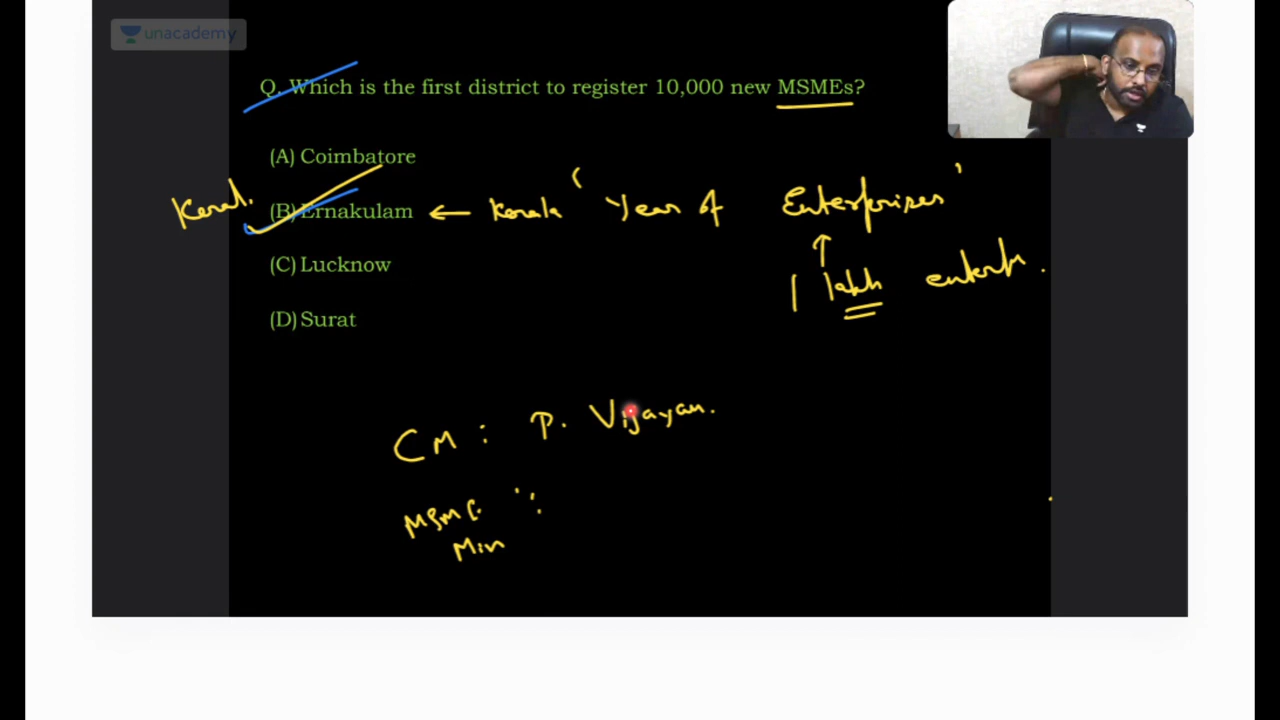 unacademy
Q. Which is the first district to register 10,000 new MSMEs?
(A) Coimbatore
Keral. (B) Ernakulam ← Kerala ' Year of Enterprises '
1 lakh enterpr.
(C) Lucknow
(D) Surat
CM : P. Vijayan.
MSME :
Min